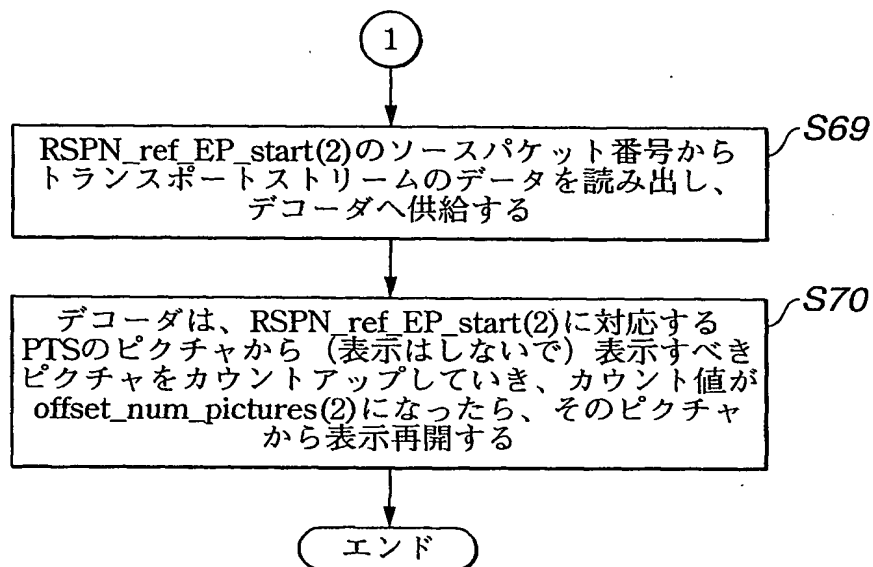 1
S69
RSPN_ref_EP_start(2)のソースパケット番号から
トランスポートストリームのデータを読み出し、
デコーダへ供給する
S70
デコーダは、RSPN_ref_EP_start(2)に対応する
PTSのピクチャから（表示はしないで）表示すべき
ピクチャをカウントアップしていき、カウント値が
offset_num_pictures(2)になったら、そのピクチャ
から表示再開する
エンド